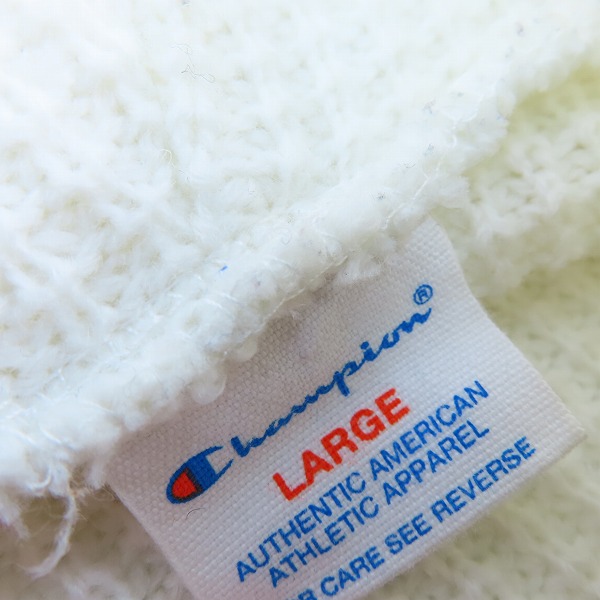 Champion®
LARGE
AUTHENTIC AMERICAN
ATHLETIC APPAREL
CARE SEE REVERSE